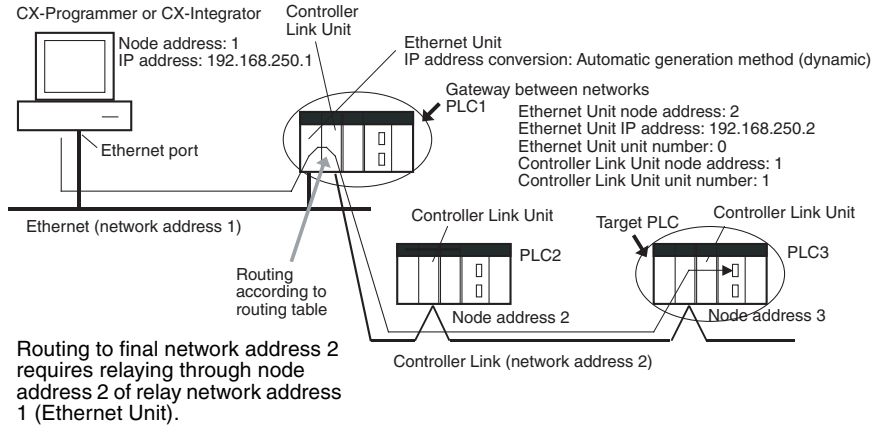 CX-Programmer or CX-Integrator
Node address: 1
IP address: 192.168.250.1
Ethernet port
Controller
Link Unit
Ethernet Unit
IP address conversion: Automatic generation method (dynamic)
Gateway between networks
PLC1
Ethernet Unit node address: 2
Ethernet Unit IP address: 192.168.250.2
Ethernet Unit unit number: 0
Controller Link Unit node address: 1
Controller Link Unit unit number: 1
Ethernet (network address 1)
Routing
according to
routing table
Controller Link Unit
PLC2
Node address 2
Target PLC
Controller Link Unit
PLC3
Node address 3
Controller Link (network address 2)
Routing to final network address 2
requires relaying through node
address 2 of relay network address
1 (Ethernet Unit).